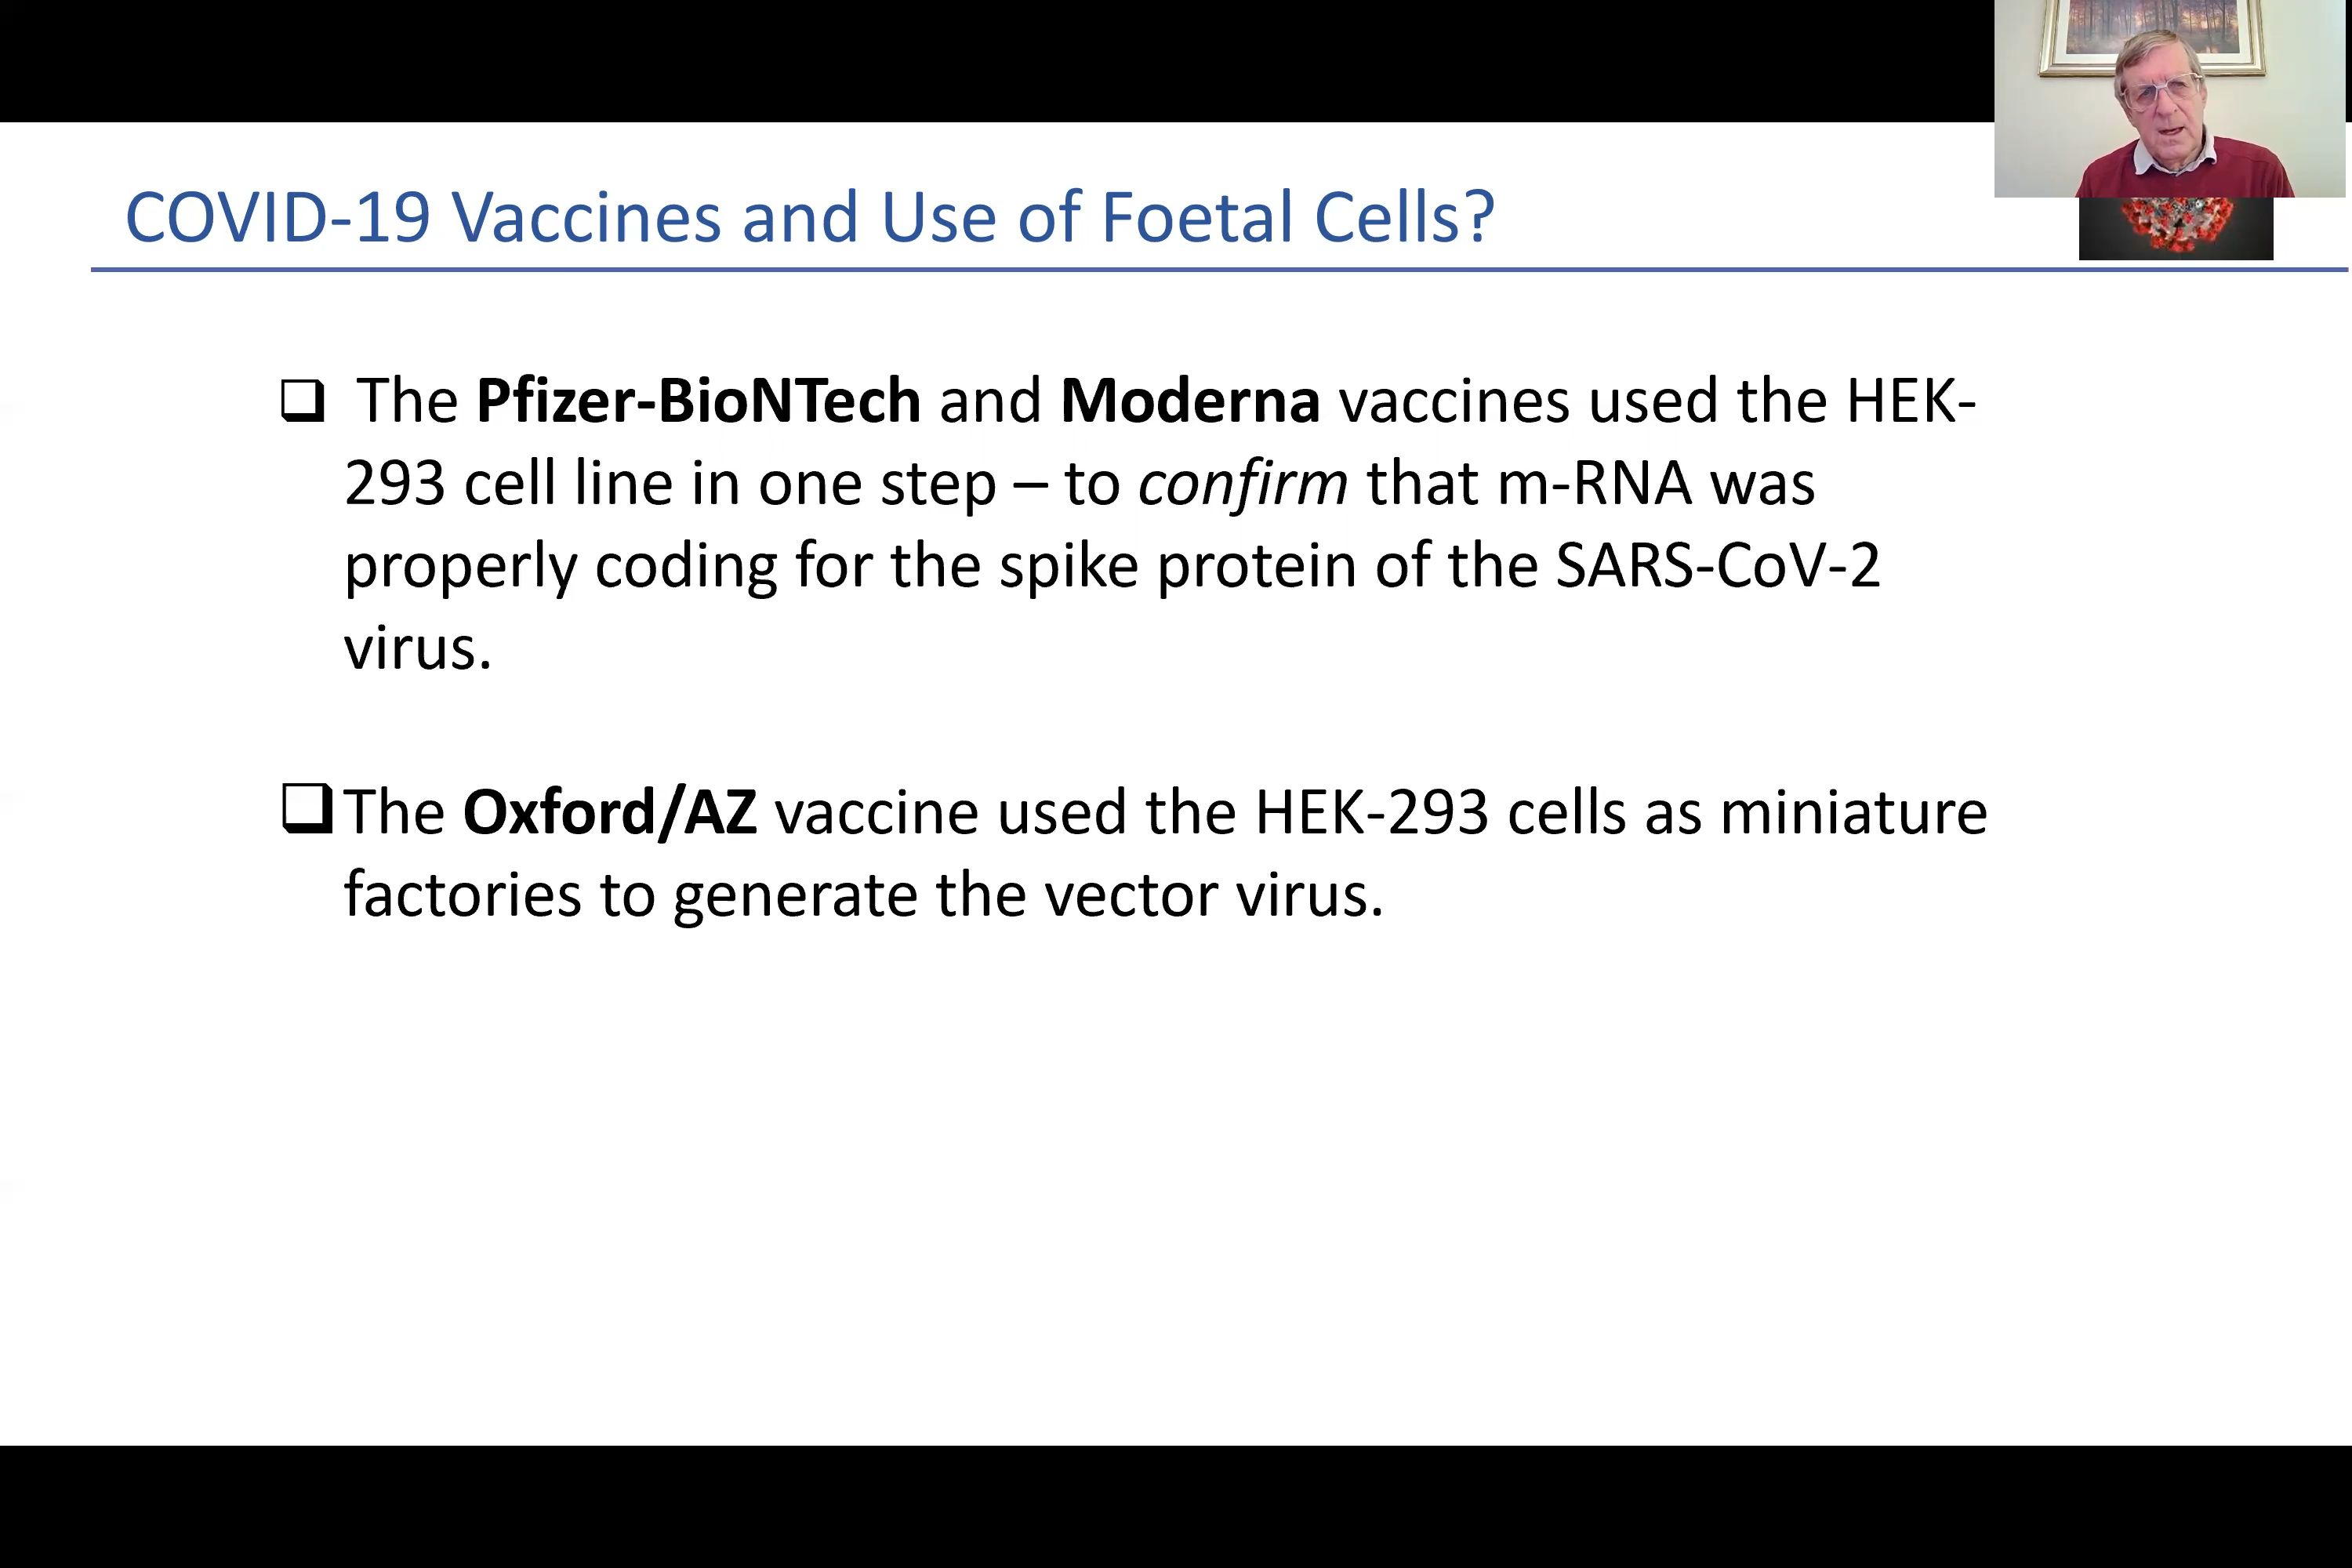 COVID-19 Vaccines and Use of Foetal Cells?
The Pfizer-BioNTech and Moderna vaccines used the HEK-
293 cell line in one step – to confirm that m-RNA was
properly coding for the spike protein of the SARS-CoV-2
virus.
The Oxford/AZ vaccine used the HEK-293 cells as miniature
factories to generate the vector virus.